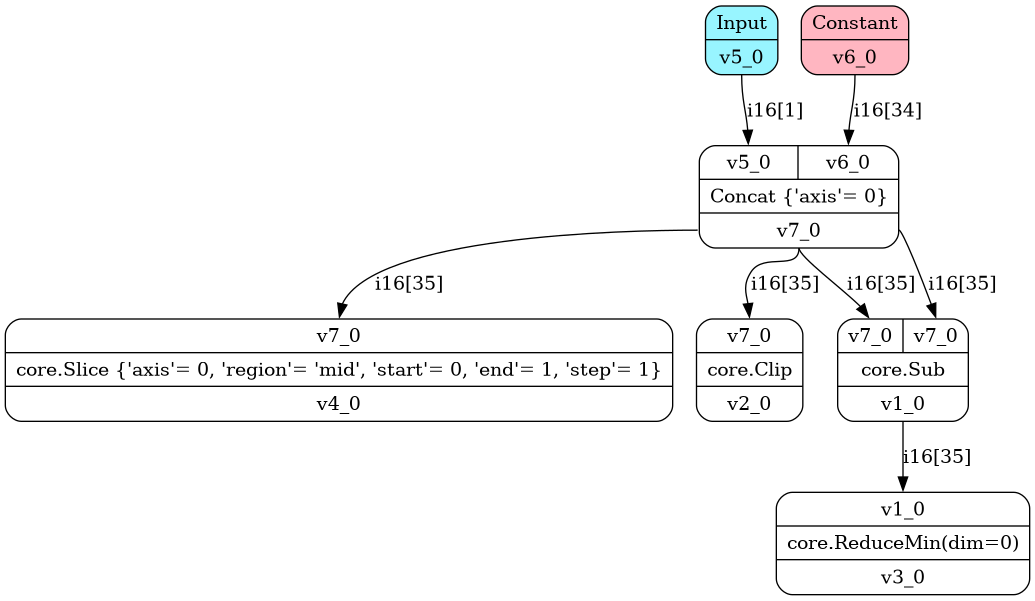 Input
v5_0
Constant
v6_0
i16[1]
i16[34]
v5_0
v6_0
Concat {'axis'= 0}
v7_0
i16[35]
i16[35]
i16[35]
i16[35]
v7_0
core.Slice {'axis'= 0, 'region'= 'mid', 'start'= 0, 'end'= 1, 'step'= 1}
v4_0
v7_0
core.Clip
v2_0
v7_0
v7_0
core.Sub
v1_0
i16[35]
v1_0
core.ReduceMin(dim=0)
v3_0